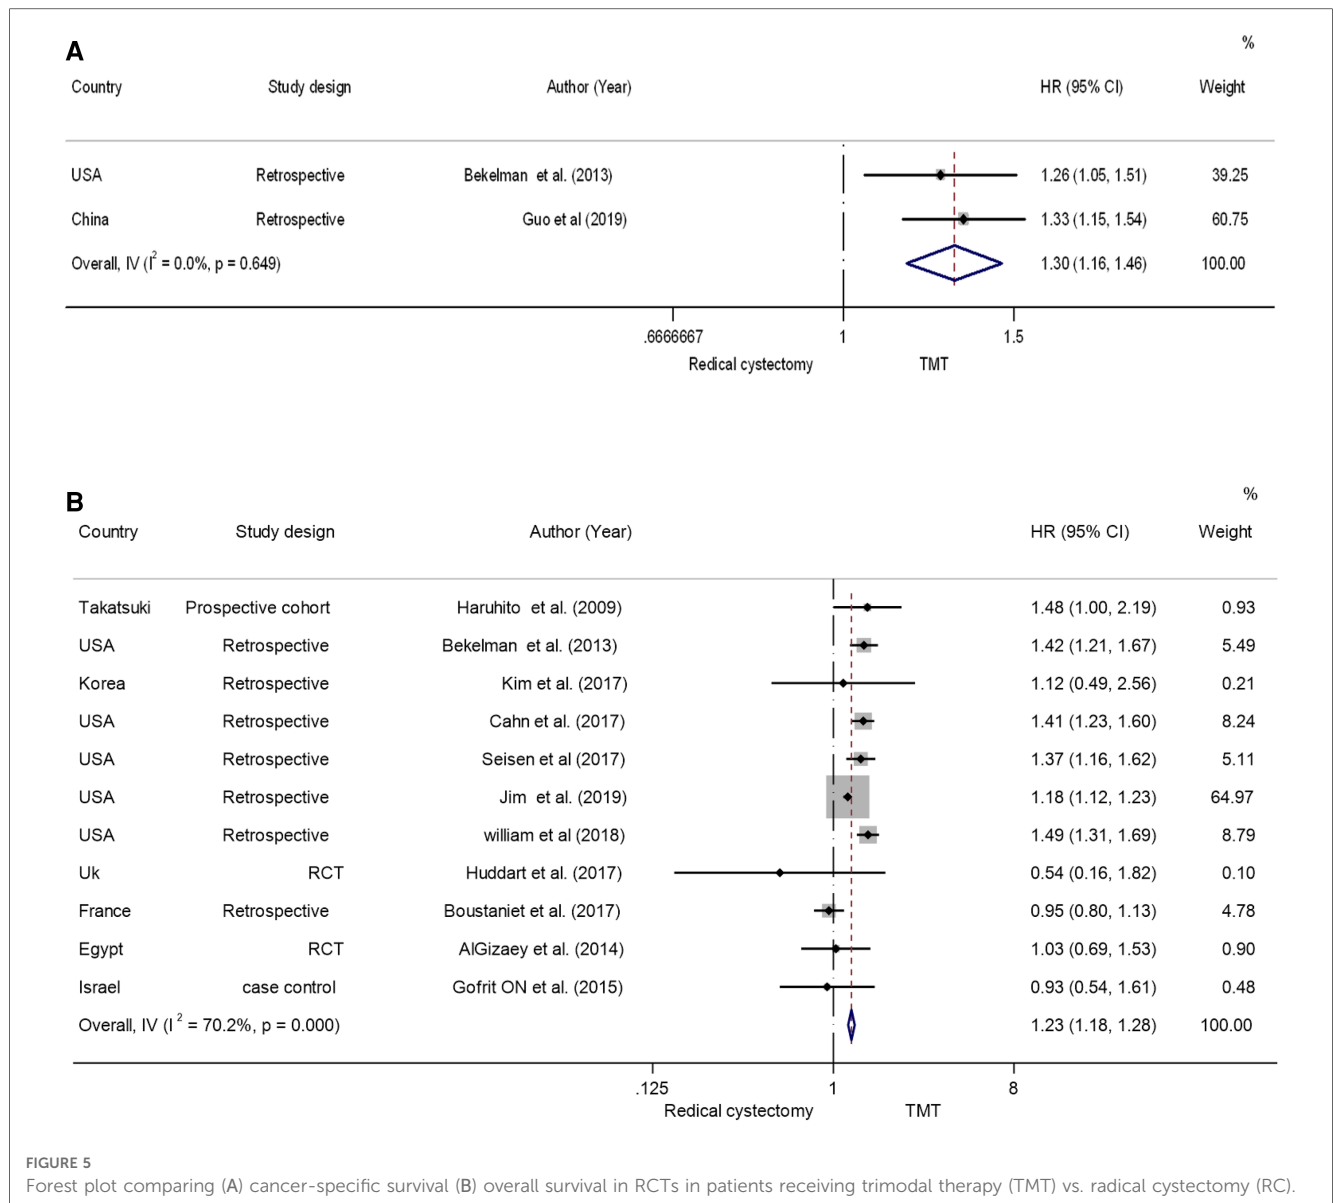 A
%
Country Study design Author (Year) HR (95% CI) Weight
USA Retrospective Bekelman et al. (2013) 1.26 (1.05, 1.51) 39.25
China Retrospective Guo et al (2019) 1.33 (1.15, 1.54) 60.75
Overall, IV (I² = 0.0%, p = 0.649) 1.30 (1.16, 1.46) 100.00
.6666667 1 1.5
Redical cystectomy TMT
B
%
Country Study design Author (Year) HR (95% CI) Weight
Takatsuki Prospective cohort Haruhito et al. (2009) 1.48 (1.00, 2.19) 0.93
USA Retrospective Bekelman et al. (2013) 1.42 (1.21, 1.67) 5.49
Korea Retrospective Kim et al. (2017) 1.12 (0.49, 2.56) 0.21
USA Retrospective Cahn et al. (2017) 1.41 (1.23, 1.60) 8.24
USA Retrospective Seisen et al (2017) 1.37 (1.16, 1.62) 5.11
USA Retrospective Jim et al. (2019) 1.18 (1.12, 1.23) 64.97
USA Retrospective william et al (2018) 1.49 (1.31, 1.69) 8.79
Uk RCT Huddart et al. (2017) 0.54 (0.16, 1.82) 0.10
France Retrospective Boustaniet et al. (2017) 0.95 (0.80, 1.13) 4.78
Egypt RCT AlGizaey et al. (2014) 1.03 (0.69, 1.53) 0.90
Israel case control Gofrit ON et al. (2015) 0.93 (0.54, 1.61) 0.48
Overall, IV (I² = 70.2%, p = 0.000) 1.23 (1.18, 1.28) 100.00
.125 1 8
Redical cystectomy TMT
FIGURE 5
Forest plot comparing (A) cancer-specific survival (B) overall survival in RCTs in patients receiving trimodal therapy (TMT) vs. radical cystectomy (RC).